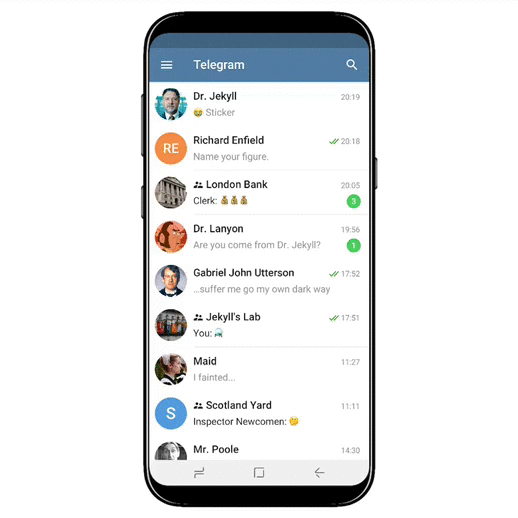 Telegram
Dr. Jekyll 20:19
🤑 Sticker
RE
Richard Enfield 20:18
Name your figure.
London Bank 20:05
Clerk: 💰💰💰 3
Dr. Lanyon 19:56
Are you come from Dr. Jekyll? 1
Gabriel John Utterson 17:52
...suffer me go my own dark way
Jekyll's Lab 17:51
You:
Maid 11:27
I fainted...
S
Scotland Yard 11:11
Inspector Newcomen: 🤔
Mr. Poole 14:30